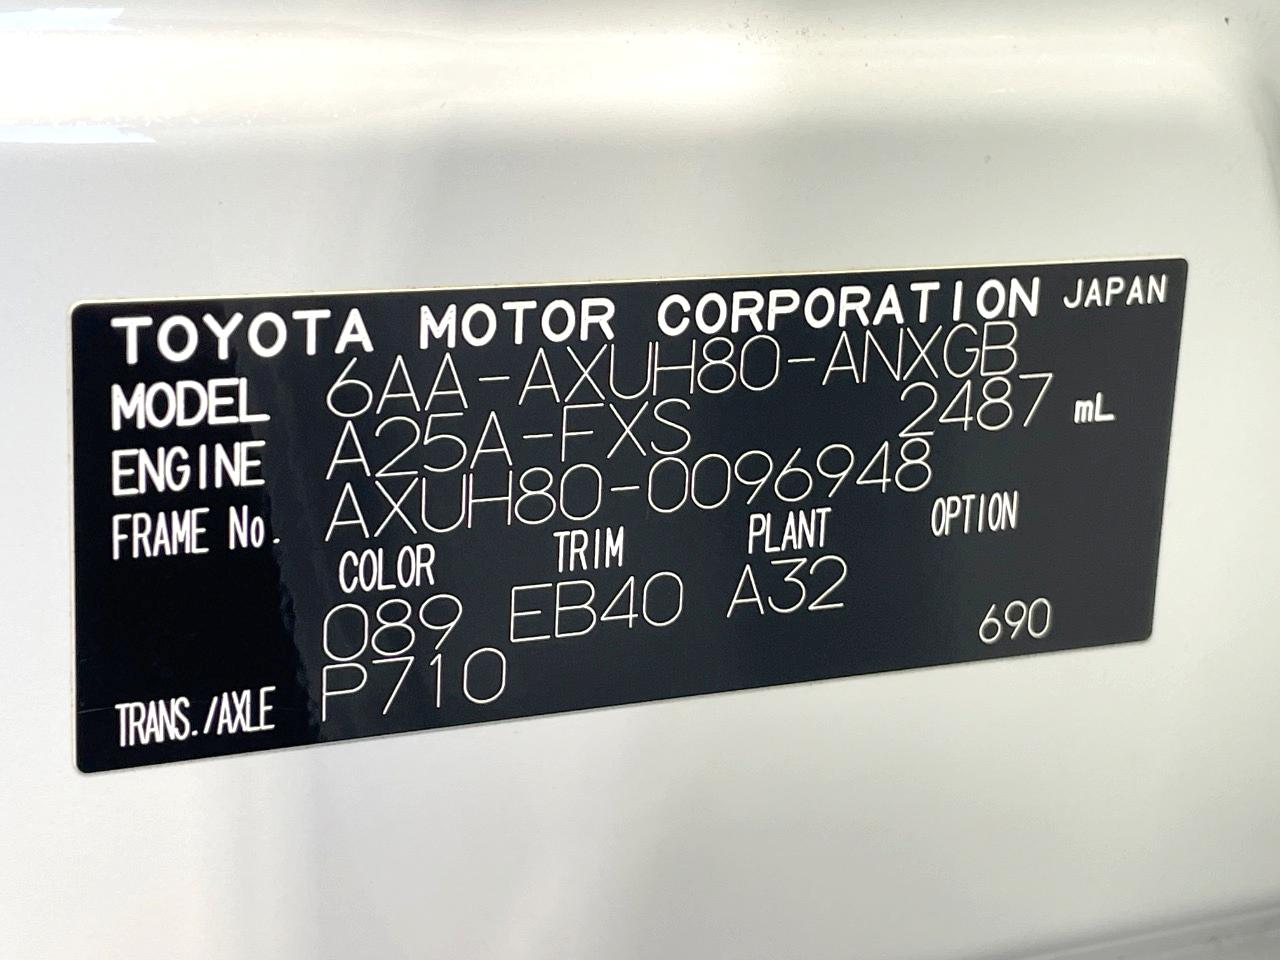 TOYOTA MOTOR CORPORATION JAPAN
MODEL 6AA-AXUH80-ANXGB
ENGINE A25A-FXS 2487 mL
FRAME No. AXUH80-0096948
COLOR TRIM PLANT OPTION
089 EB40 A32
TRANS./AXLE P710 690